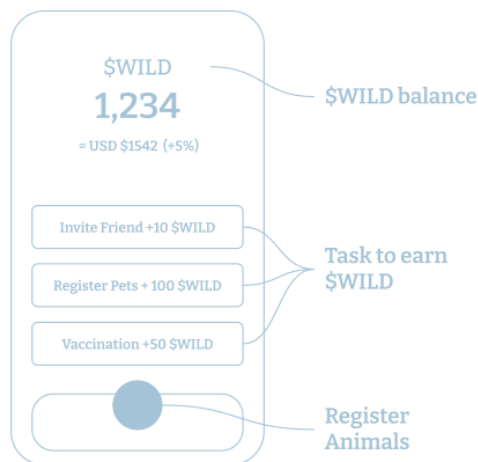 $WILD
1,234
= USD $1542 (+5%)
$WILD balance
Invite Friend +10 $WILD
Register Pets + 100 $WILD
Vaccination +50 $WILD
Task to earn
$WILD
Register
Animals